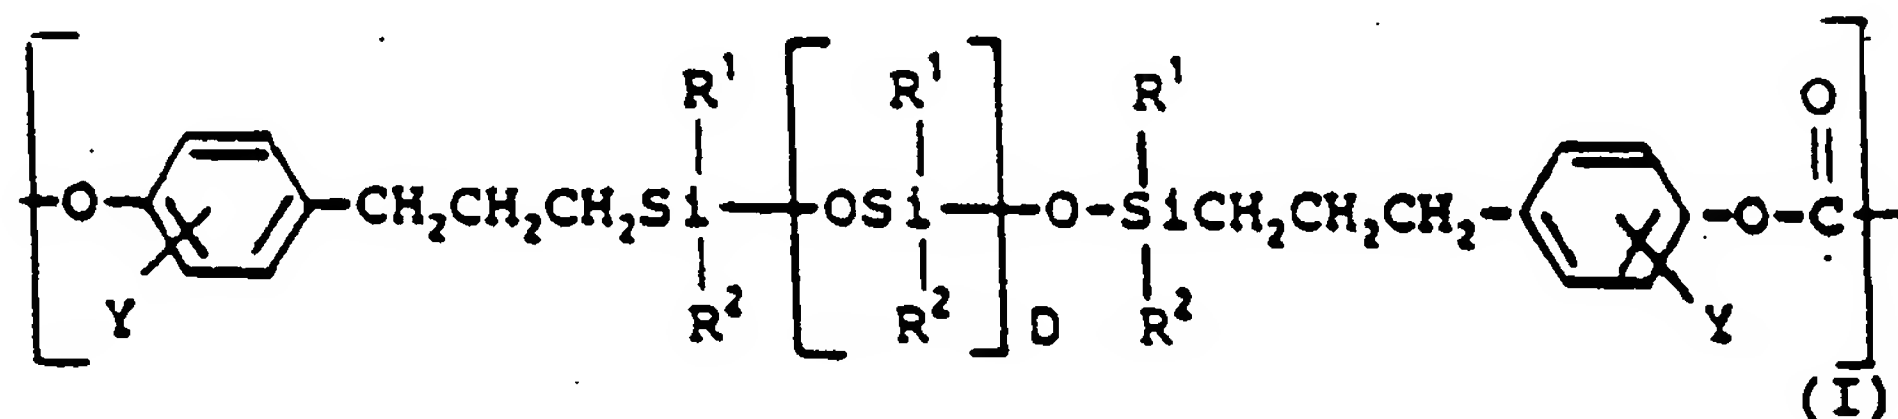 R¹ R¹ R¹ O
O CH₂CH₂CH₂Si OSi O-SiCH₂CH₂CH₂ O-C
Y R² R² D R² Y
(I)